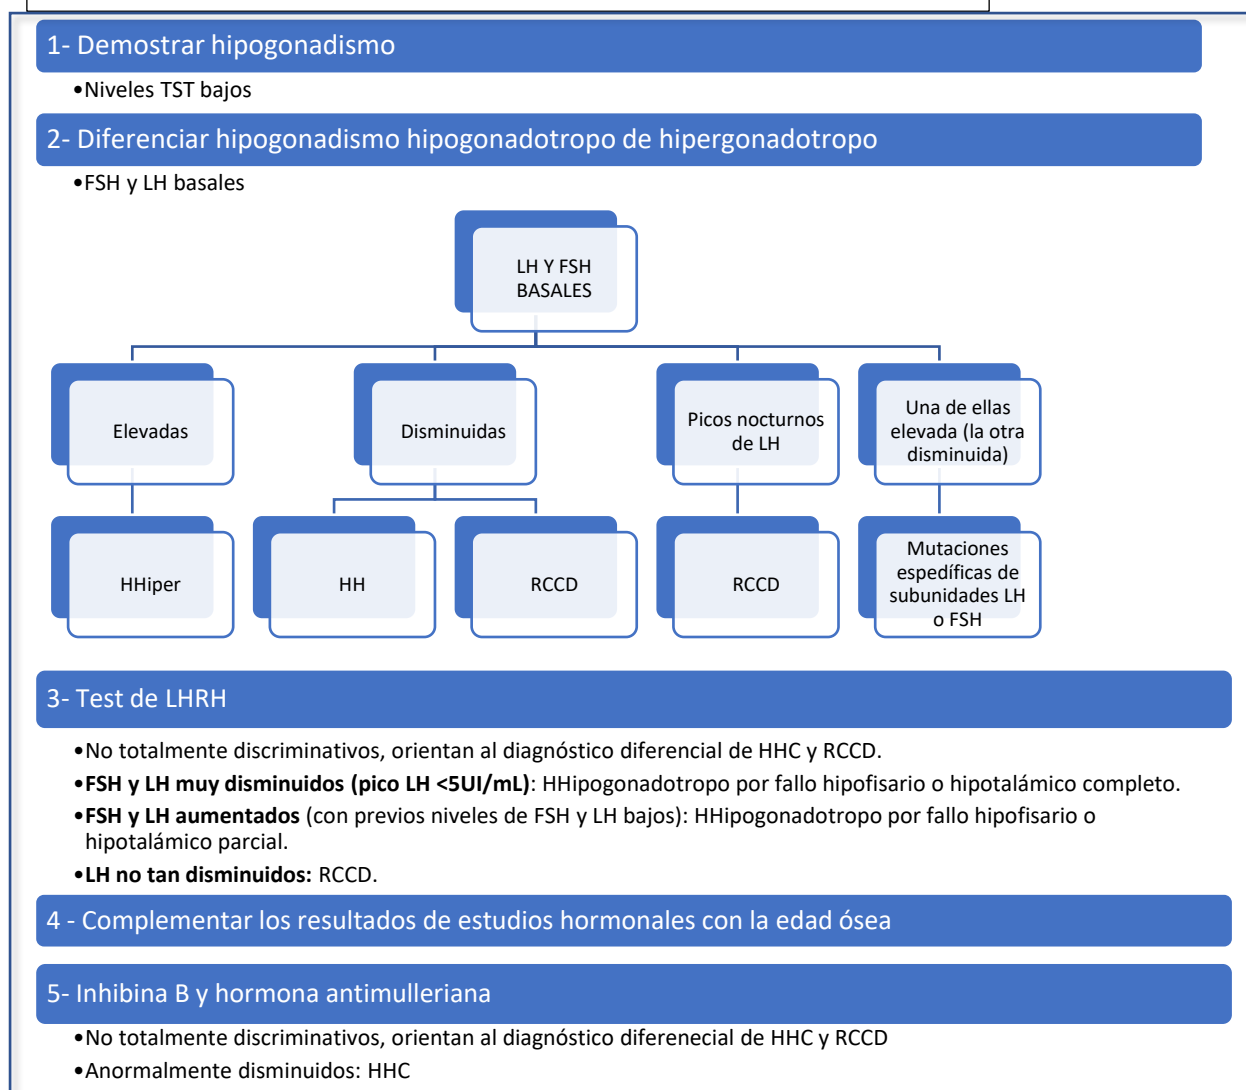 1- Demostrar hipogonadismo
•Niveles TST bajos
2- Diferenciar hipogonadismo hipogonadotropo de hipergonadotropo
•FSH y LH basales
LH Y FSH
BASALES
Elevadas
Disminuidas
Picos nocturnos
de LH
Una de ellas
elevada (la otra
disminuida)
HHiper
HH
RCCD
RCCD
Mutaciones
espedíficas de
subunidades LH
o FSH
3- Test de LHRH
•No totalmente discriminativos, orientan al diagnóstico diferencial de HHC y RCCD.
•FSH y LH muy disminuidos (pico LH <5UI/mL): HHipogonadotropo por fallo hipofisario o hipotalámico completo.
•FSH y LH aumentados (con previos niveles de FSH y LH bajos): HHipogonadotropo por fallo hipofisario o
hipotalámico parcial.
•LH no tan disminuidos: RCCD.
4 - Complementar los resultados de estudios hormonales con la edad ósea
5- Inhibina B y hormona antimulleriana
•No totalmente discriminativos, orientan al diagnóstico diferenecial de HHC y RCCD
•Anormalmente disminuidos: HHC